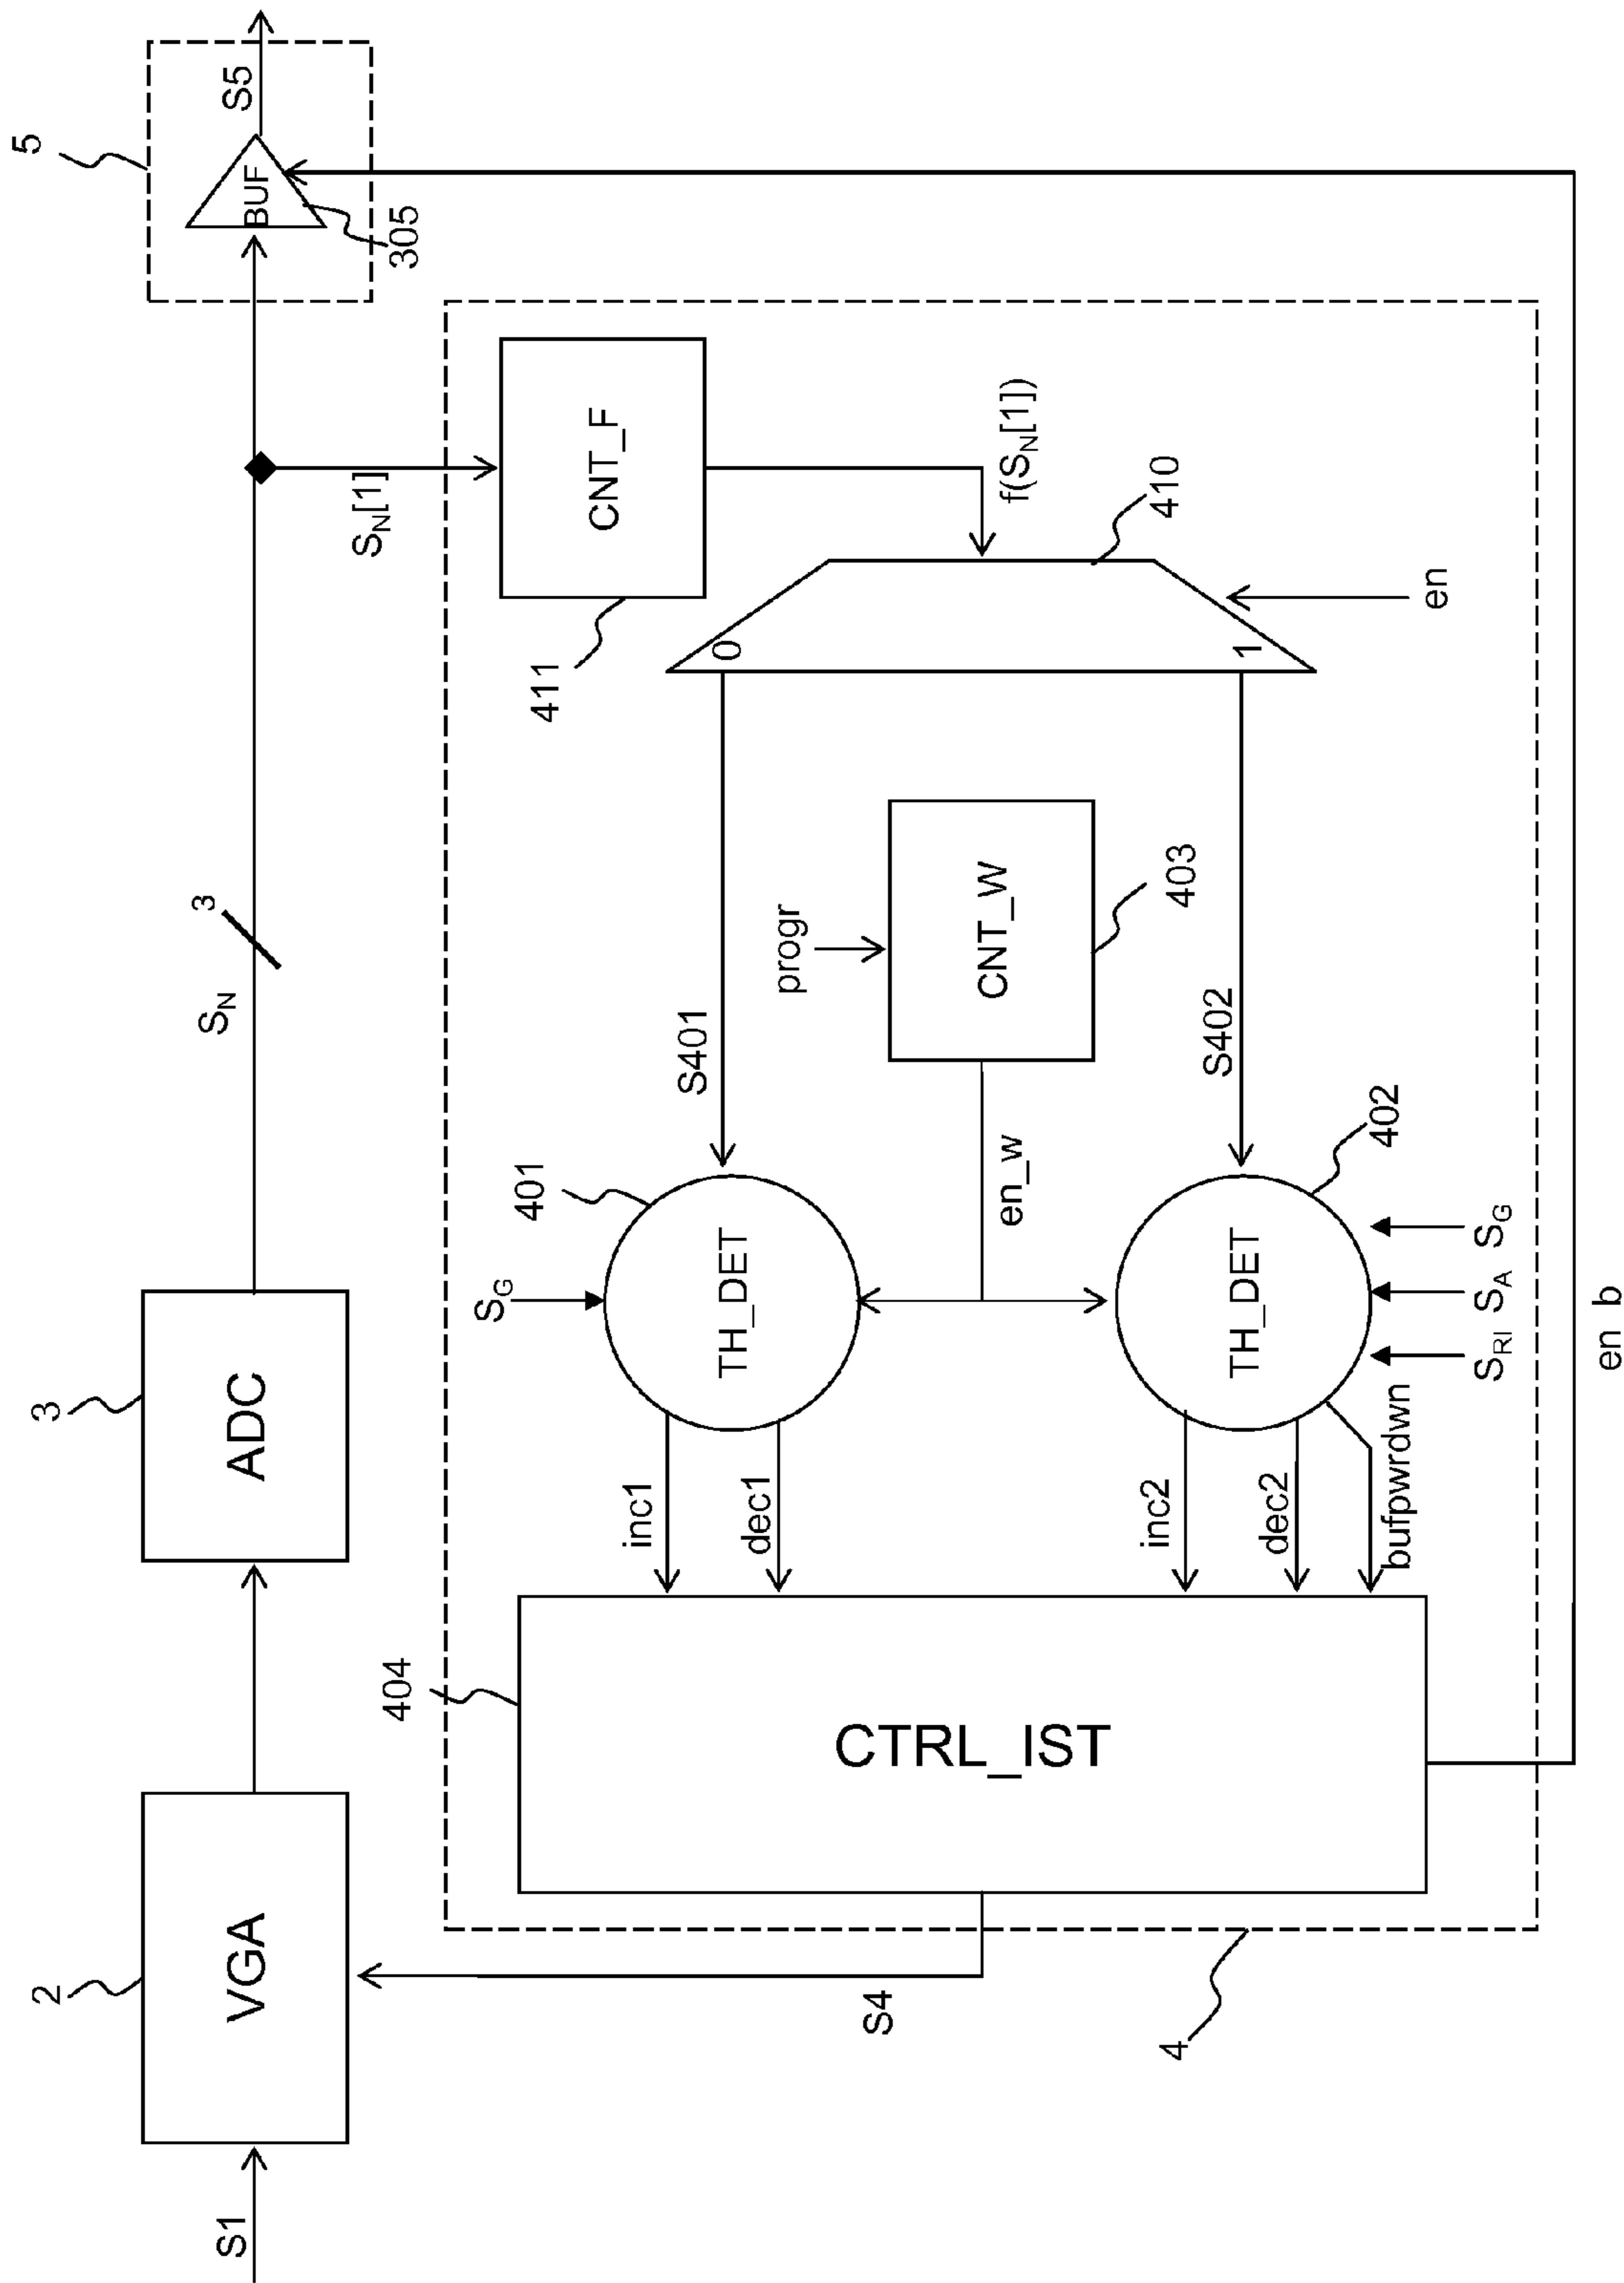 5
S5
BUF
305
3
S_N
S_N[1]
3
ADC
2
VGA
S1
CNT_F
411
f(S_N[1])
410
0
1
en
S401
progr
CNT_W
403
S402
en_w
401
S_G
TH_DET
402
TH_DET
S_RI
S_A
S_G
inc1
dec1
inc2
dec2
bufpwrdwn
404
CTRL_IST
S4
4
en b